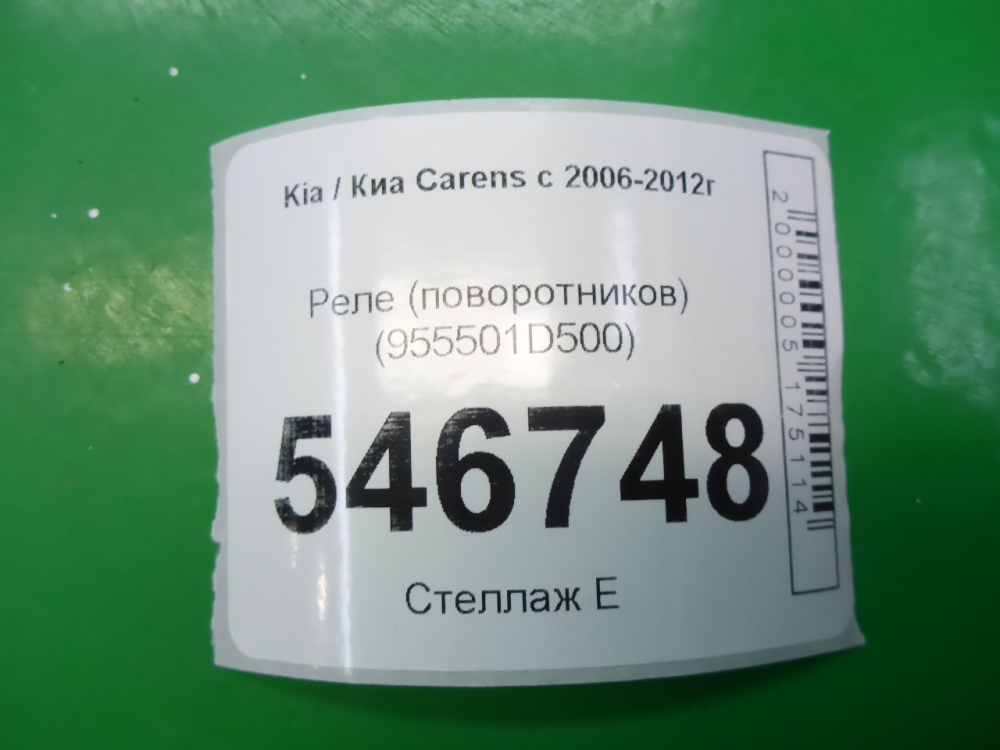 Kia / Киа Carens с 2006-2012г
Реле (поворотников)
(955501D500)
546748
Стеллаж Е
2000005175114